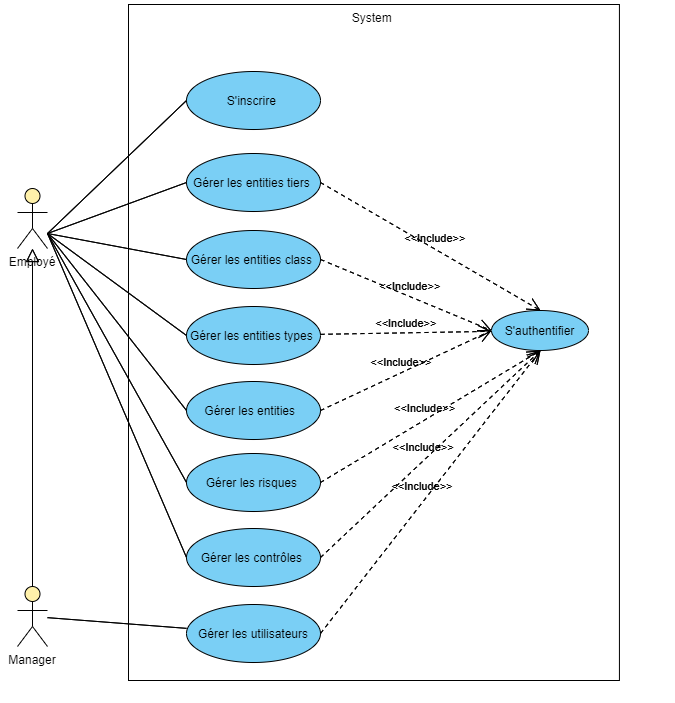 System
S'inscrire
Gérer les entities tiers
<<Include>>
Employé
Gérer les entities class
<<Include>>
Gérer les entities types
<<Include>>
S'authentifier
<<Include>>
Gérer les entities
<<Include>>
Gérer les risques
<<Include>>
<<Include>>
Gérer les contrôles
Gérer les utilisateurs
Manager